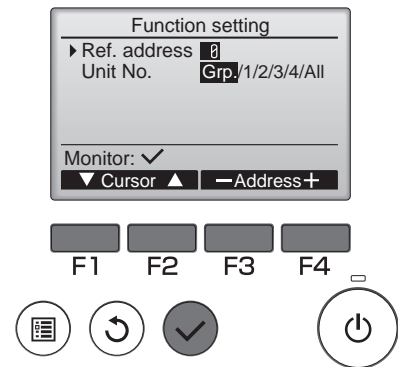 Function setting
▶ Ref. address 0
Unit No. Grp./1/2/3/4/All
Monitor: ✓
▼ Cursor ▲ −Address+
F1 F2 F3 F4